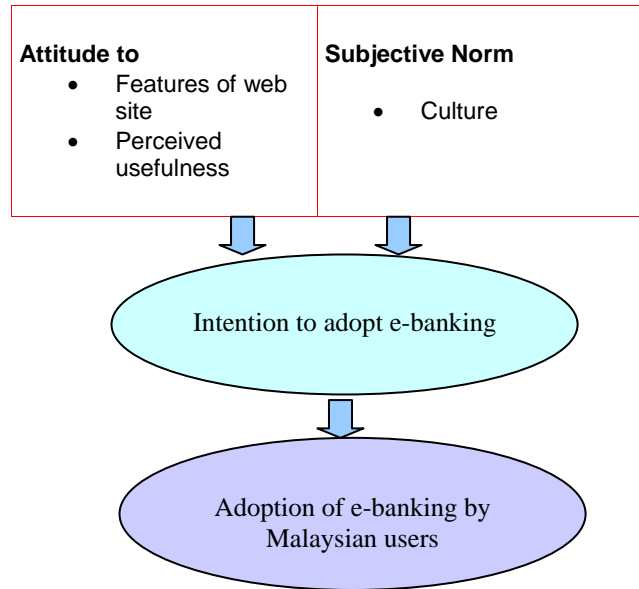 Attitude to
• Features of web
site
• Perceived
usefulness
Subjective Norm
• Culture
Intention to adopt e-banking
Adoption of e-banking by
Malaysian users